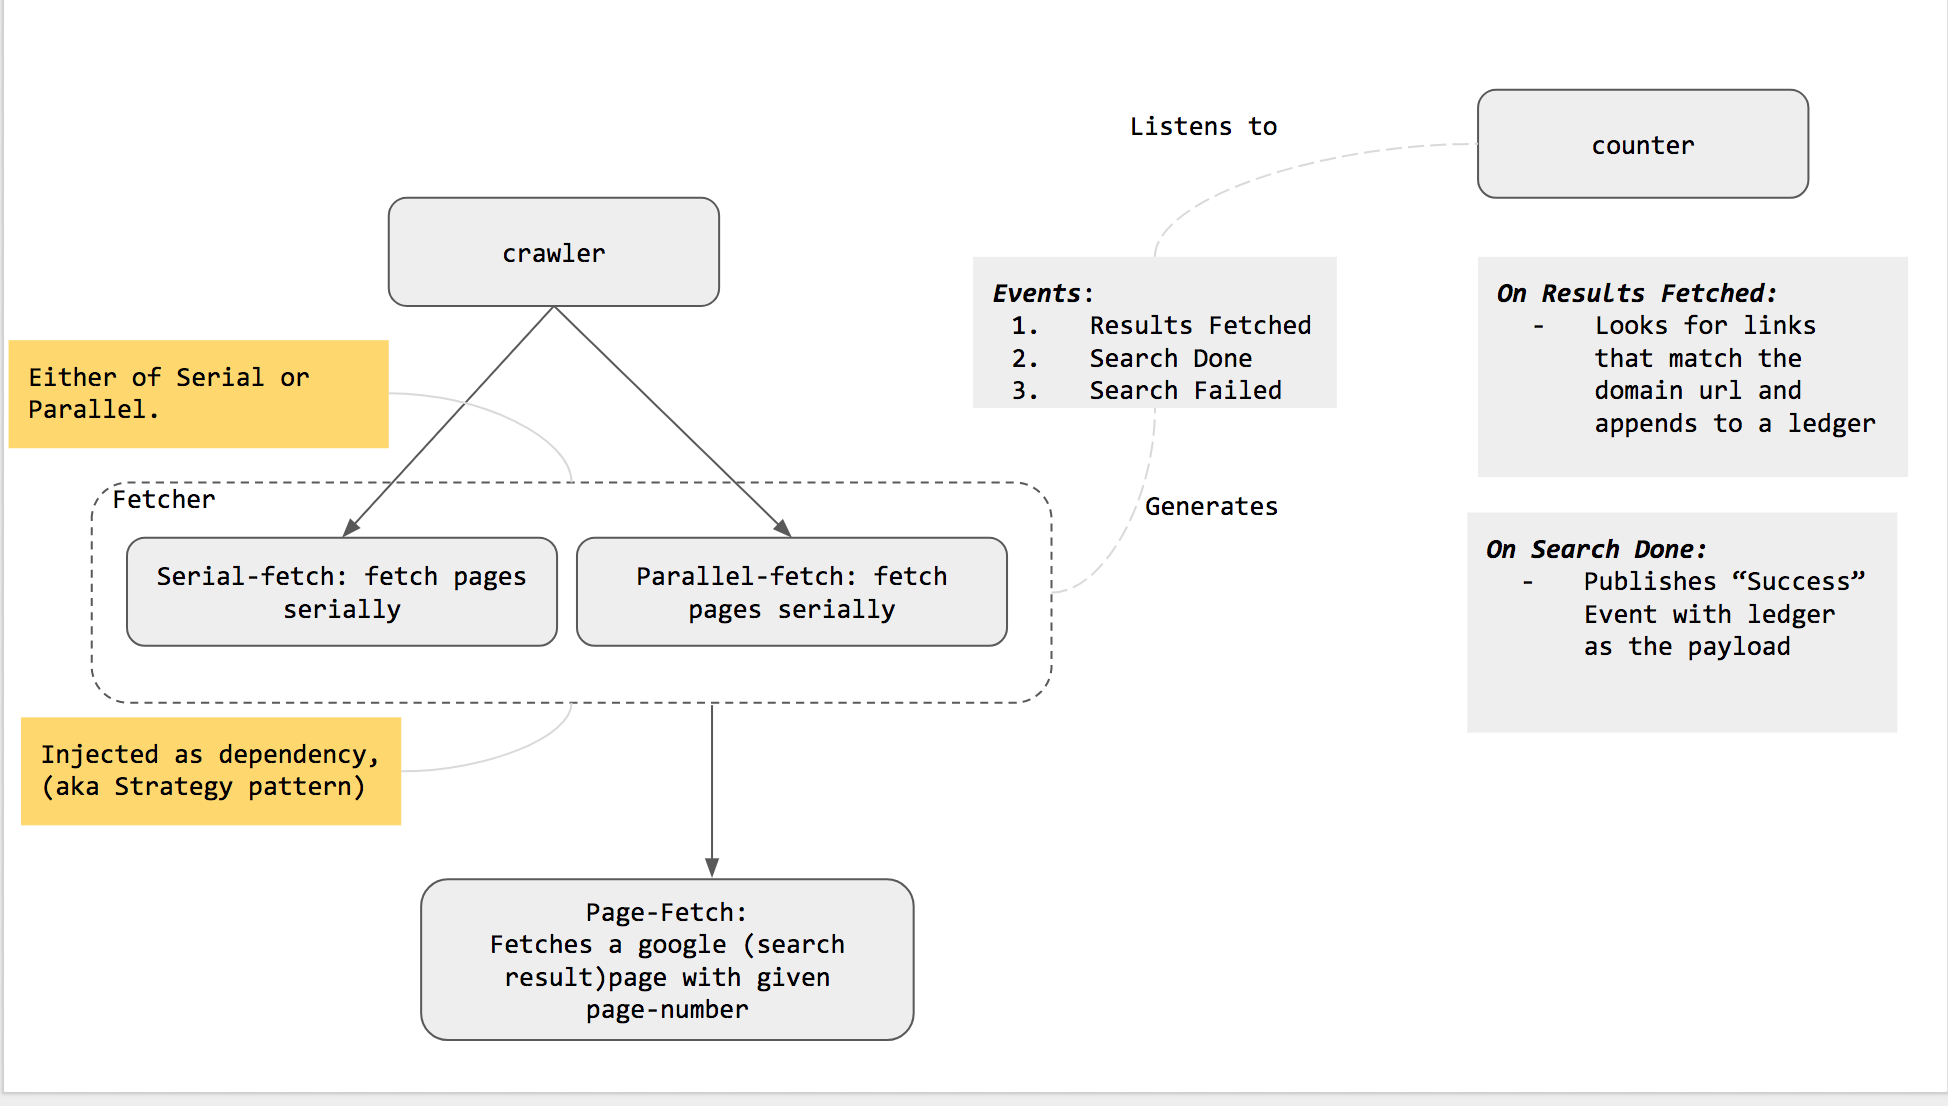 crawler
Either of Serial or
Parallel.
Fetcher
Serial-fetch: fetch pages
serially
Parallel-fetch: fetch
pages serially
Injected as dependency,
(aka Strategy pattern)
Page-Fetch:
Fetches a google (search
result)page with given
page-number
Listens to
Events:
1. Results Fetched
2. Search Done
3. Search Failed
Generates
counter
On Results Fetched:
- Looks for links
that match the
domain url and
appends to a ledger
On Search Done:
- Publishes “Success”
Event with ledger
as the payload